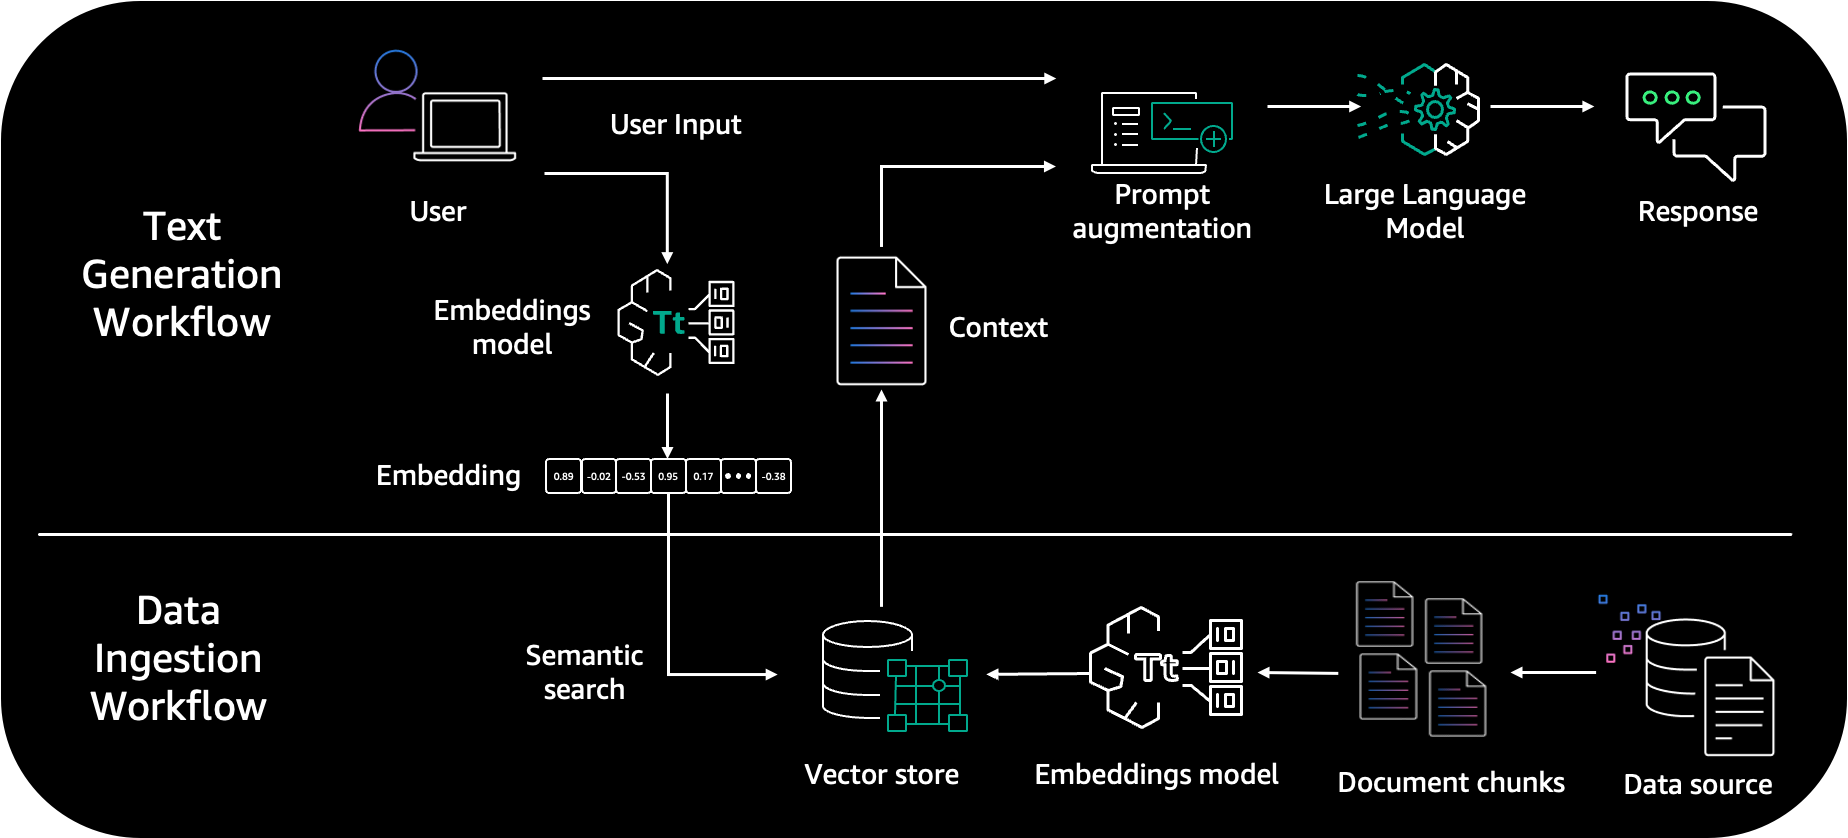 User Input
User
Prompt
augmentation
Large Language
Model
Response
Text
Generation
Workflow
Embeddings
model
Tt
Context
Embedding
0.89 -0.02 -0.53 0.95 0.17 ••• -0.38
Data
Ingestion
Workflow
Semantic
search
Tt
Vector store
Embeddings model
Document chunks
Data source